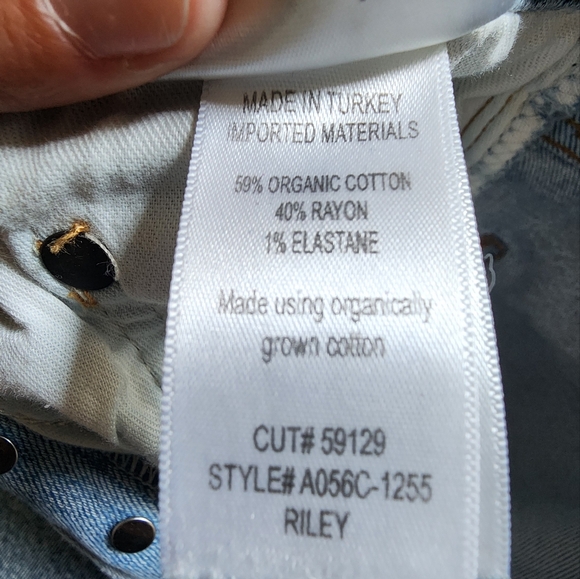 MADE IN TURKEY
IMPORTED MATERIALS
59% ORGANIC COTTON
40% RAYON
1% ELASTANE
Made using organically
grown cotton
CUT# 59129
STYLE# A056C-1255
RILEY